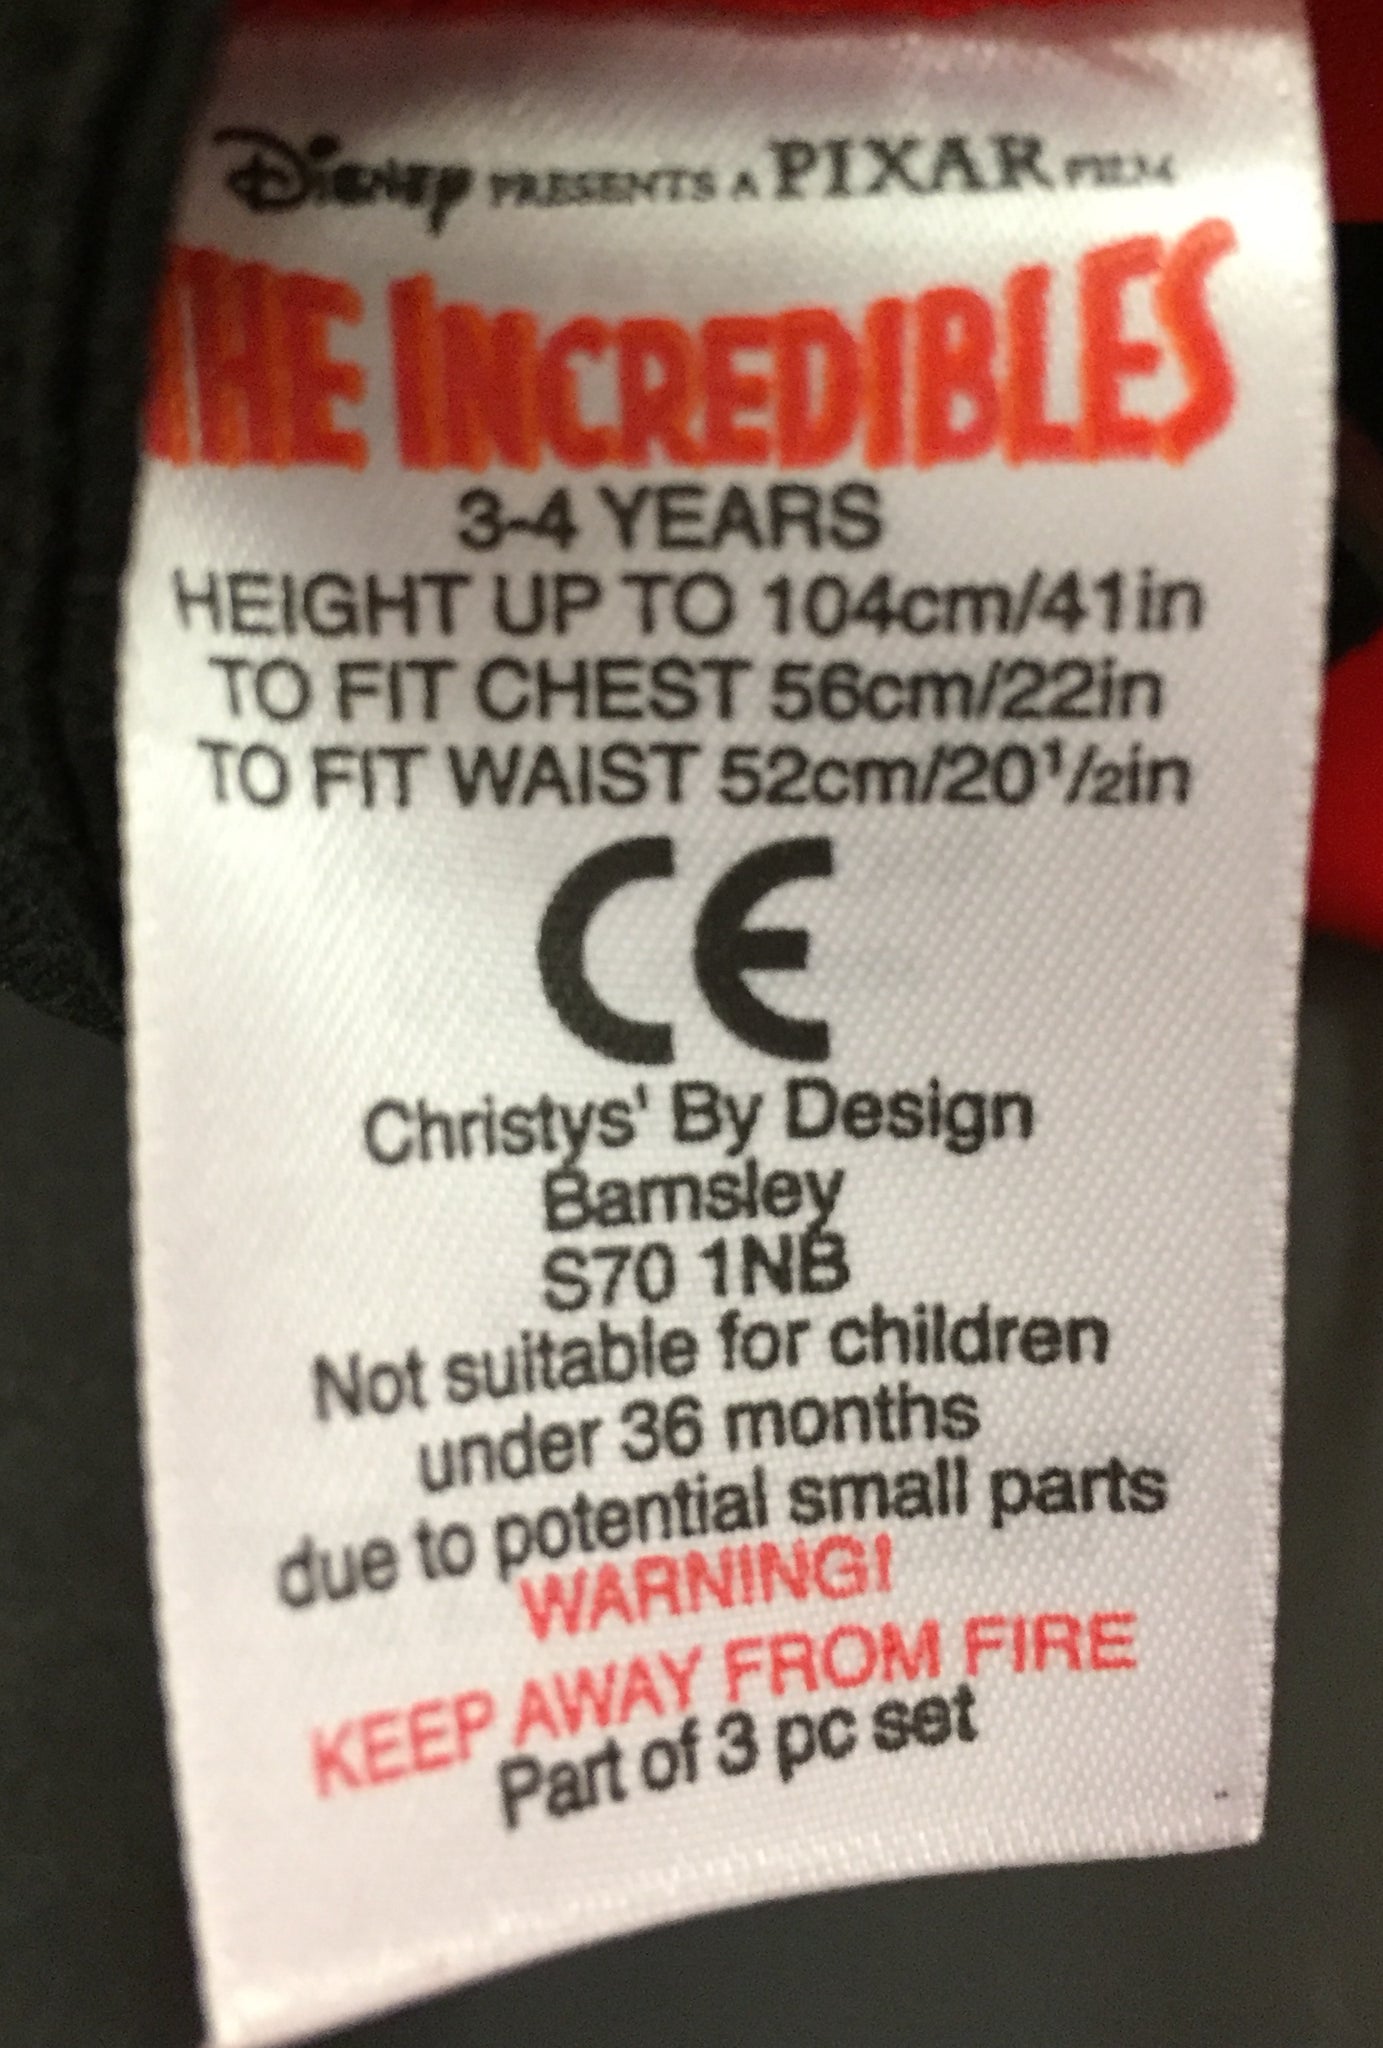 Disney PRESENTS A PIXAR FILM
THE INCREDIBLES
3-4 YEARS
HEIGHT UP TO 104cm/41in
TO FIT CHEST 56cm/22in
TO FIT WAIST 52cm/20¹/2in
CE
Christys' By Design
Barnsley
S70 1NB
Not suitable for children
under 36 months
due to potential small parts
WARNING!
KEEP AWAY FROM FIRE
Part of 3 pc set